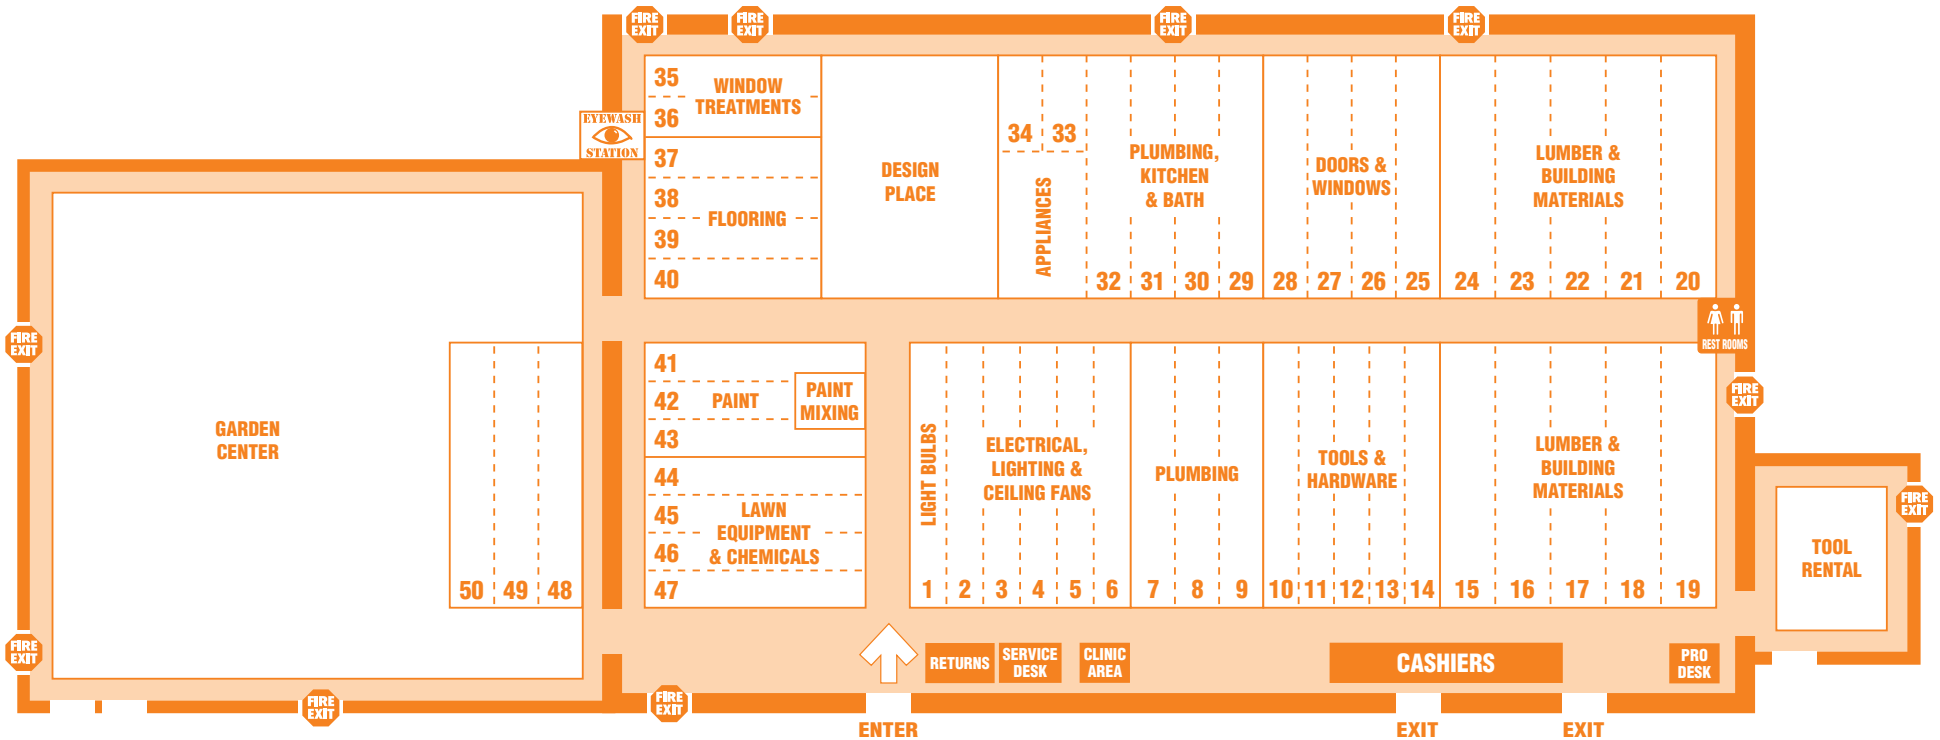 FIRE
EXIT
FIRE
EXIT
FIRE
EXIT
FIRE
EXIT
35
36
WINDOW
TREATMENTS
EYEWASH
STATION
37
38
39
40
FLOORING
DESIGN
PLACE
34 33
APPLIANCES
PLUMBING,
KITCHEN
& BATH
32 31 30 29
DOORS &
WINDOWS
28 27 26 25
LUMBER &
BUILDING
MATERIALS
24 23 22 21 20
REST ROOMS
FIRE
EXIT
FIRE
EXIT
GARDEN
CENTER
50 49 48
41
42
43
PAINT
PAINT
MIXING
44
45
46
47
LAWN
EQUIPMENT
& CHEMICALS
LIGHT BULBS
ELECTRICAL,
LIGHTING &
CEILING FANS
1 2 3 4 5 6
PLUMBING
7 8 9
TOOLS &
HARDWARE
10 11 12 13 14
LUMBER &
BUILDING
MATERIALS
15 16 17 18 19
FIRE
EXIT
TOOL
RENTAL
FIRE
EXIT
FIRE
EXIT
FIRE
EXIT
RETURNS
SERVICE
DESK
CLINIC
AREA
CASHIERS
PRO
DESK
ENTER
EXIT
EXIT